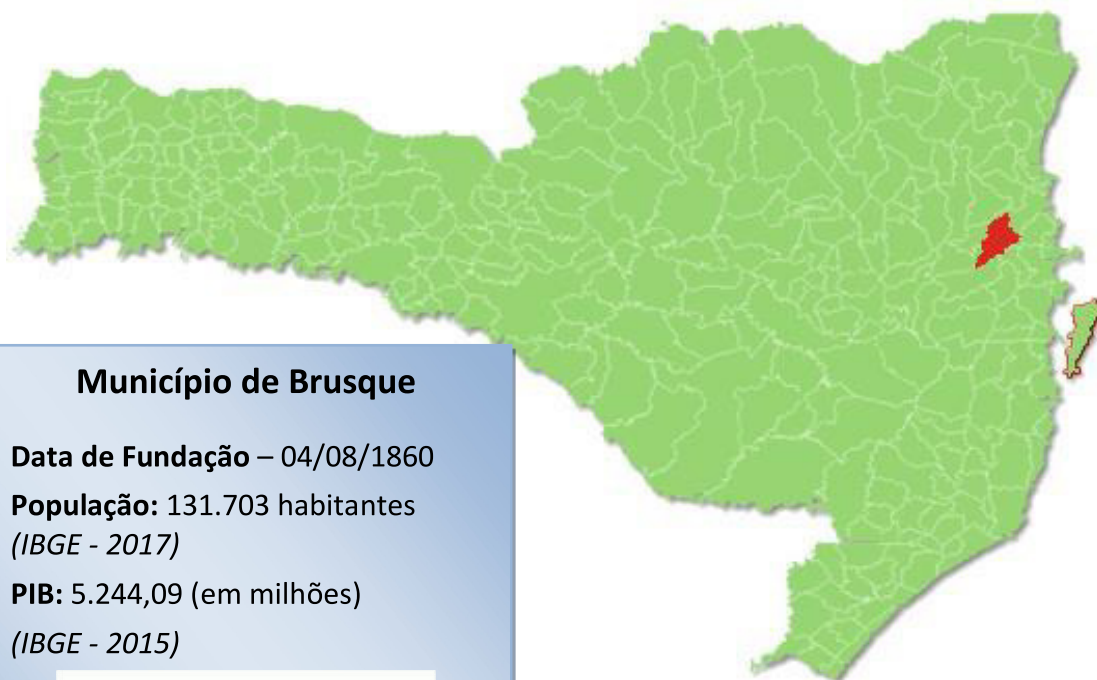 Município de Brusque
Data de Fundação – 04/08/1860
População: 131.703 habitantes
(IBGE - 2017)
PIB: 5.244,09 (em milhões)
(IBGE - 2015)